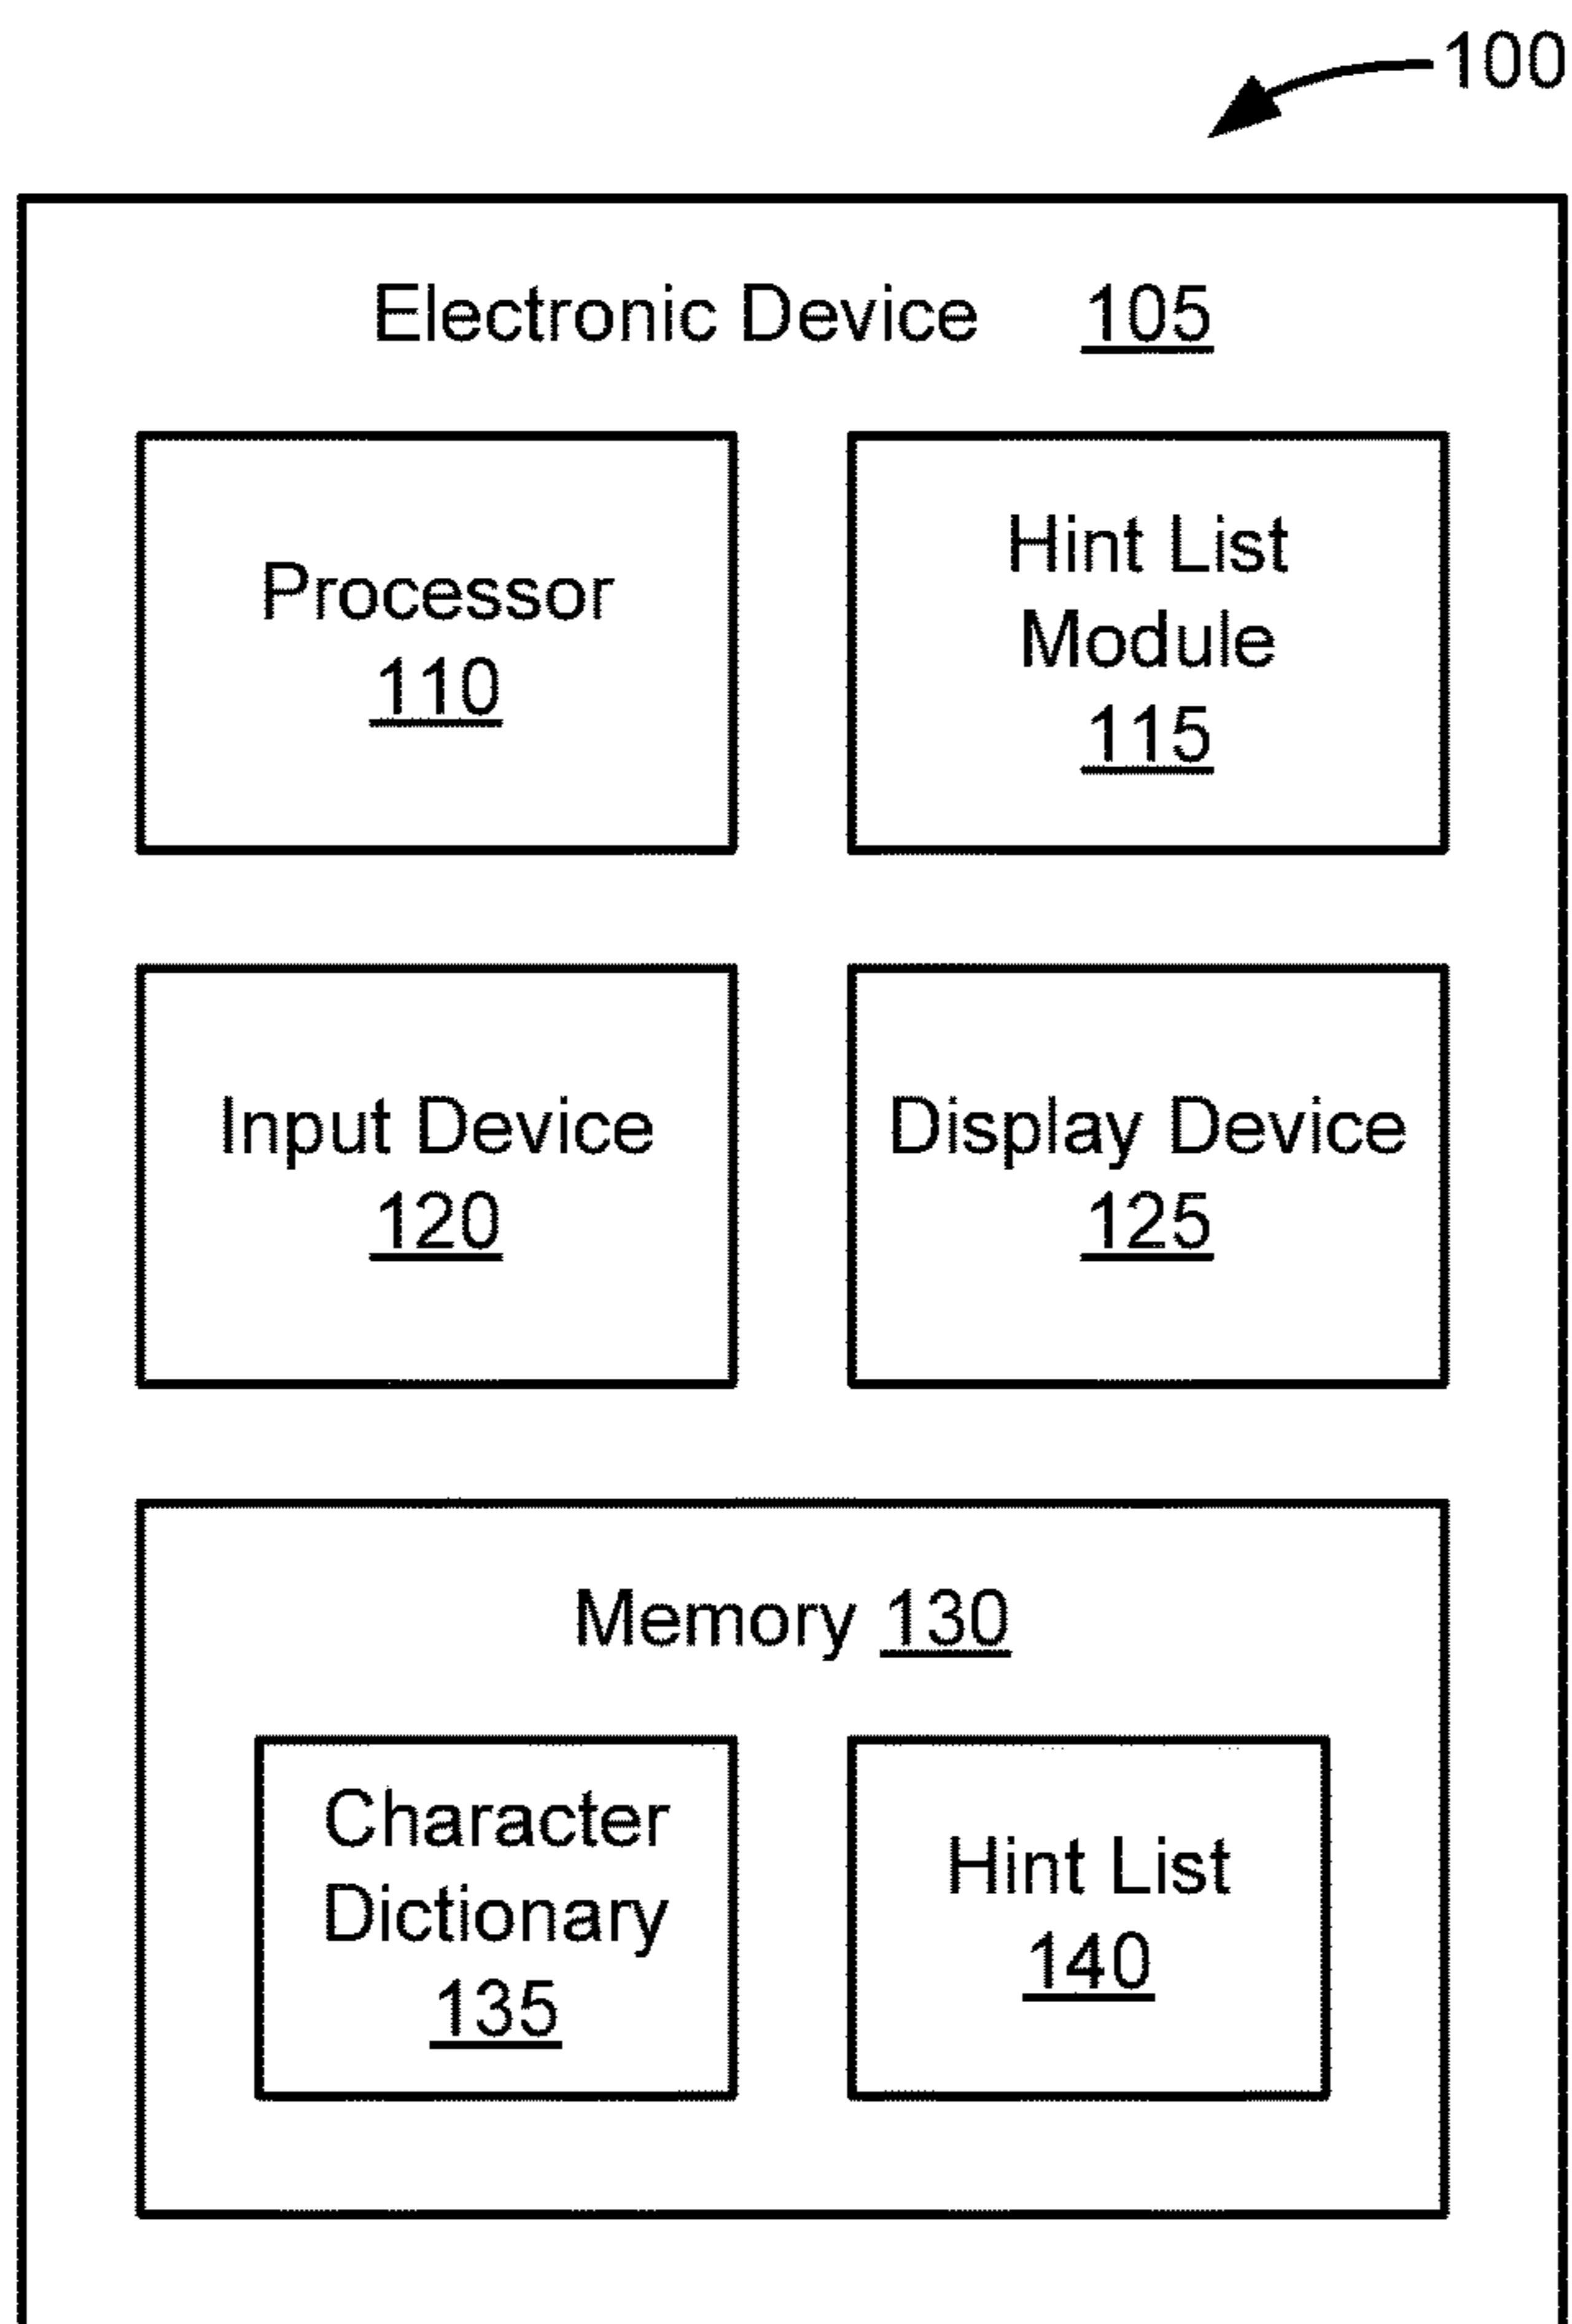 100
Electronic Device 105
Processor
110
Hint List
Module
115
Input Device
120
Display Device
125
Memory 130
Character
Dictionary
135
Hint List
140